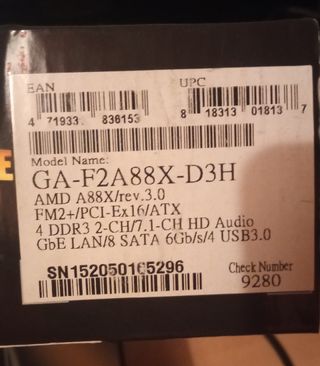 EAN UPC
4 719331 836153 8 18313 01813 7
Model Name:
GA-F2A88X-D3H
AMD A88X/rev.3.0
FM2+/PCI-Ex16/ATX
4 DDR3 2-CH/7.1-CH HD Audio
GbE LAN/8 SATA 6Gb/s/4 USB3.0
SN152050165296
Check Number
9280